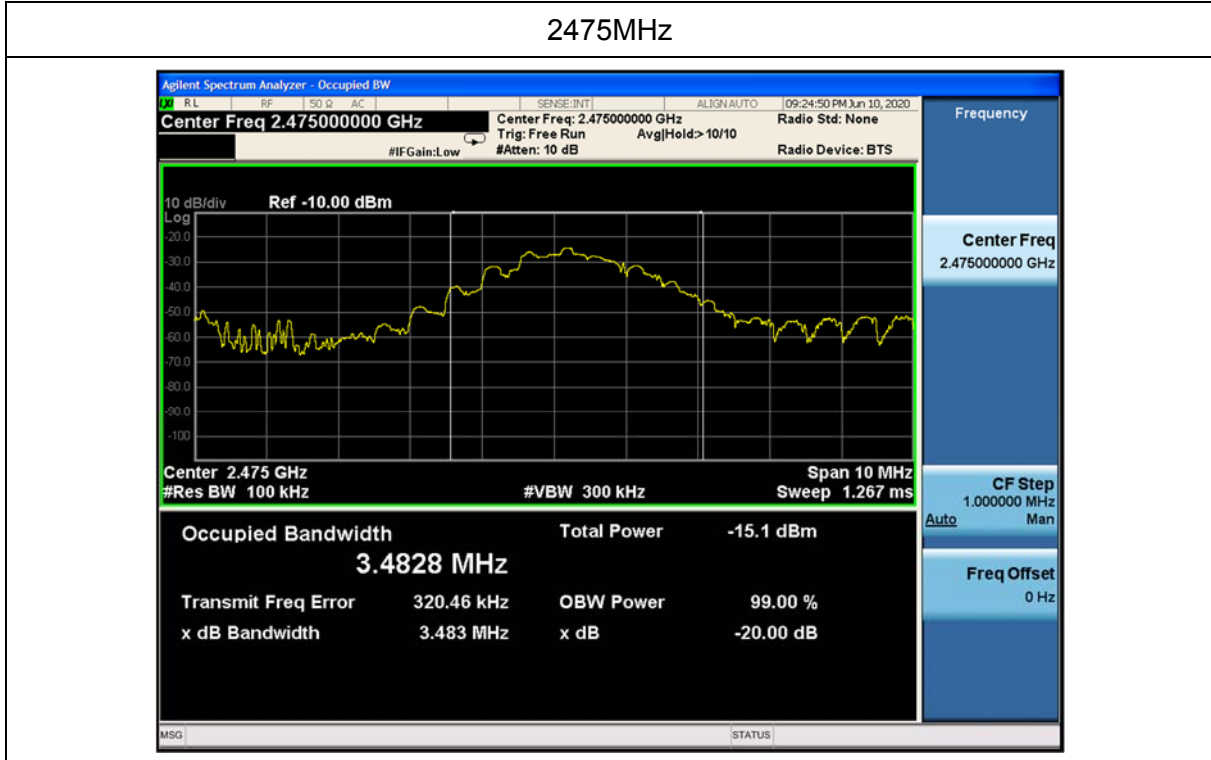 2475MHz
Agilent Spectrum Analyzer - Occupied BW
LXI RL RF 50 Ω AC SENSE:INT ALIGN AUTO 09:24:50 PM Jun 10, 2020
Center Freq 2.475000000 GHz
Center Freq: 2.475000000 GHz Radio Std: None
Trig: Free Run Avg|Hold:> 10/10
#IFGain:Low #Atten: 10 dB Radio Device: BTS
Frequency
10 dB/div Ref -10.00 dBm
Log
-20.0
-30.0
-40.0
-50.0
-60.0
-70.0
-80.0
-90.0
-100
Center 2.475 GHz Span 10 MHz
#Res BW 100 kHz #VBW 300 kHz Sweep 1.267 ms
Occupied Bandwidth Total Power -15.1 dBm
3.4828 MHz
Transmit Freq Error 320.46 kHz OBW Power 99.00 %
x dB Bandwidth 3.483 MHz x dB -20.00 dB
Center Freq
2.475000000 GHz
CF Step
1.000000 MHz
Auto Man
Freq Offset
0 Hz
MSG STATUS